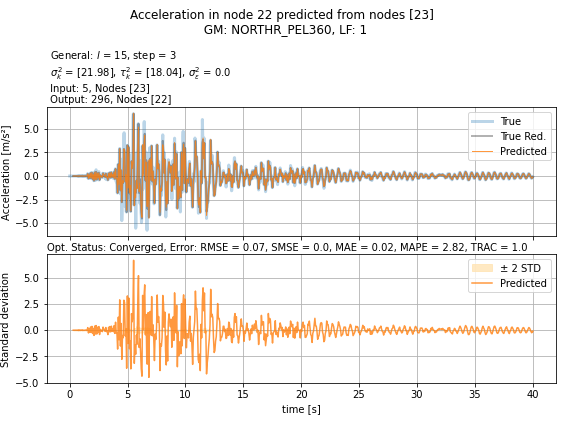 Acceleration in node 22 predicted from nodes [23]
GM: NORTHR_PEL360, LF: 1
General: l = 15, step = 3
σ²ₖ = [21.98], τ²ₖ = [18.04], σ²ε = 0.0
Input: 5, Nodes [23]
Output: 296, Nodes [22]
Acceleration [m/s²]
5.0
2.5
0.0
−2.5
−5.0
True
True Red.
Predicted
Opt. Status: Converged, Error: RMSE = 0.07, SMSE = 0.0, MAE = 0.02, MAPE = 2.82, TRAC = 1.0
Standard deviation
5.0
2.5
0.0
−2.5
−5.0
± 2 STD
Predicted
0 5 10 15 20 25 30 35 40
time [s]